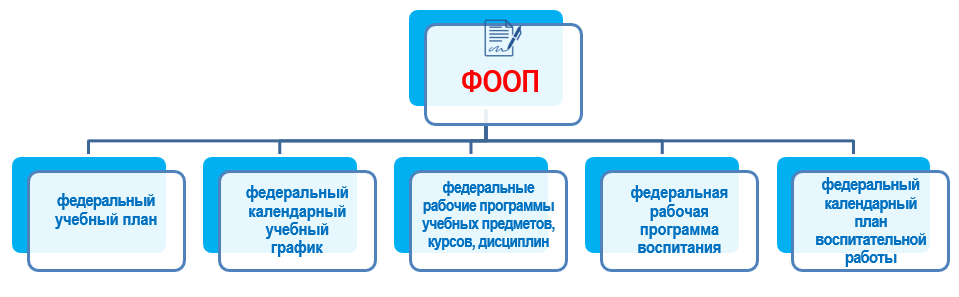 ФООП
федеральный
учебный план
федеральный
календарный
учебный
график
федеральные
рабочие программы
учебных предметов,
курсов, дисциплин
федеральная
рабочая
программа
воспитания
федеральный
календарный
план
воспитательной
работы